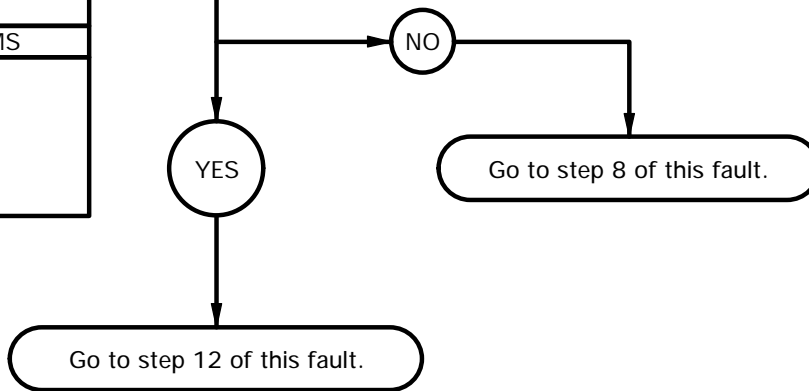 NO
YES
Go to step 8 of this fault.
Go to step 12 of this fault.